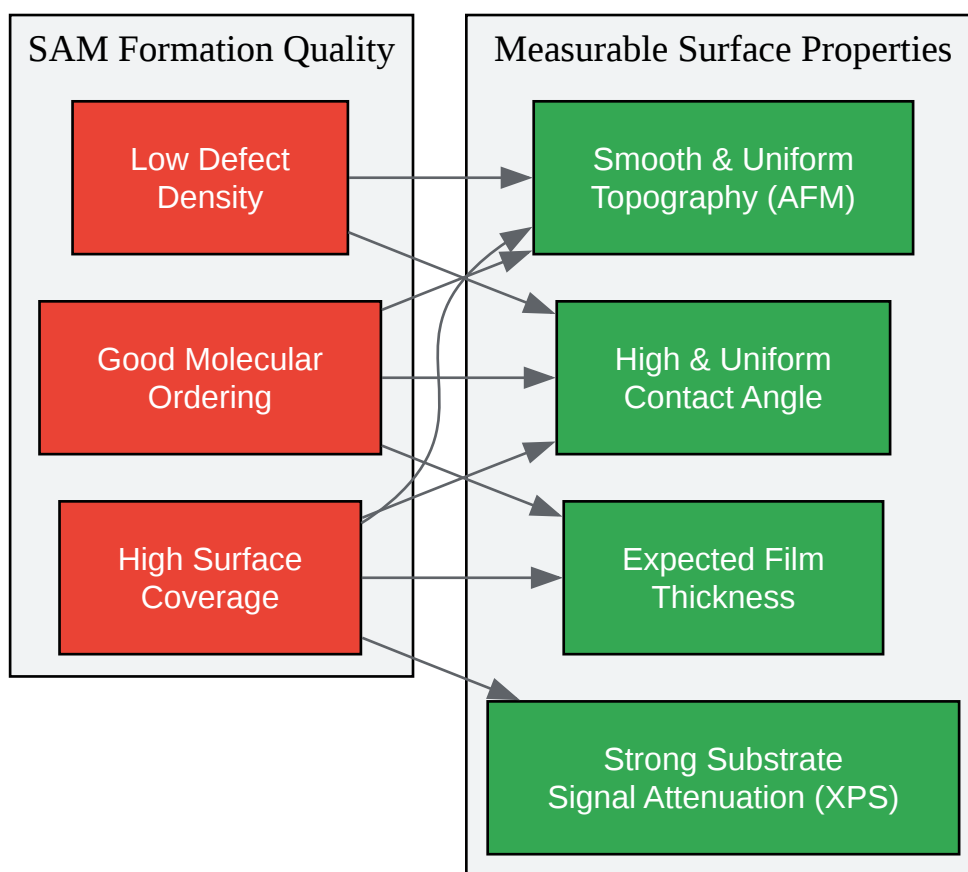 SAM Formation Quality
Low Defect
Density
Good Molecular
Ordering
High Surface
Coverage
Measurable Surface Properties
Smooth & Uniform
Topography (AFM)
High & Uniform
Contact Angle
Expected Film
Thickness
Strong Substrate
Signal Attenuation (XPS)